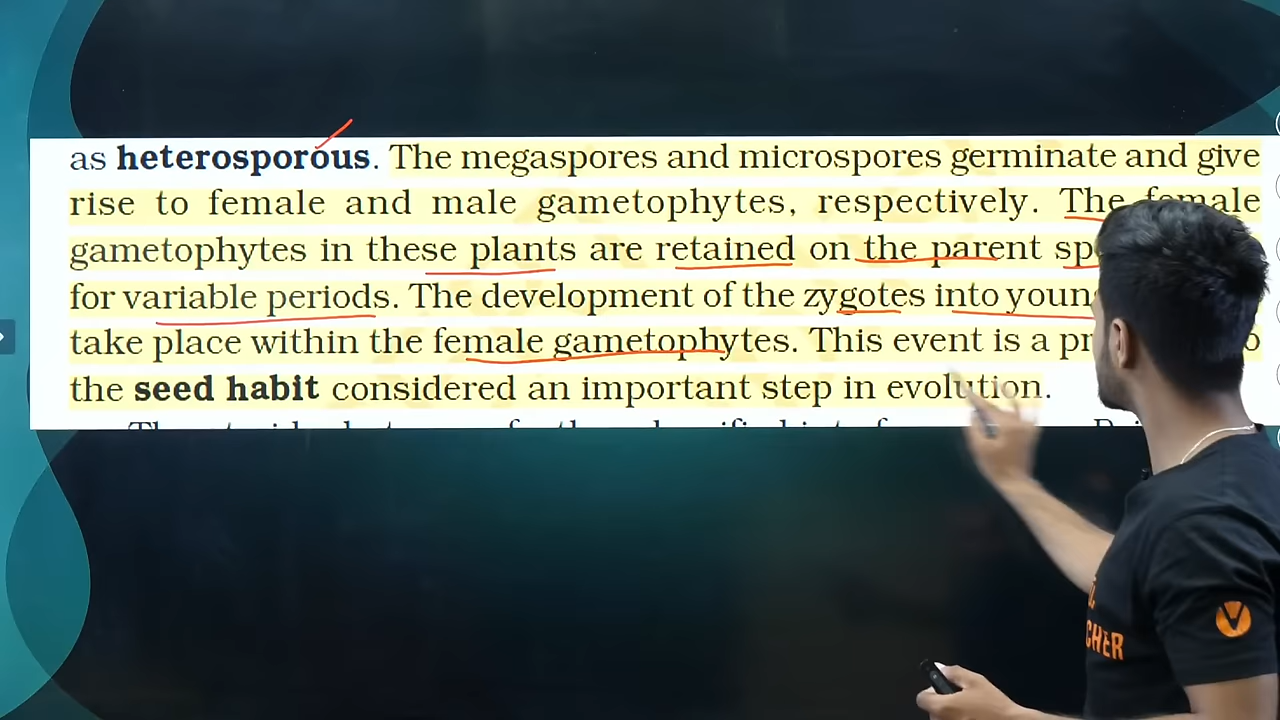 as heterosporous. The megaspores and microspores germinate and give
rise to female and male gametophytes, respectively. The female
gametophytes in these plants are retained on the parent
for variable periods. The development of the zygotes into
take place within the female gametophytes. This event is a
the seed habit considered an important step in evolution.
CHER